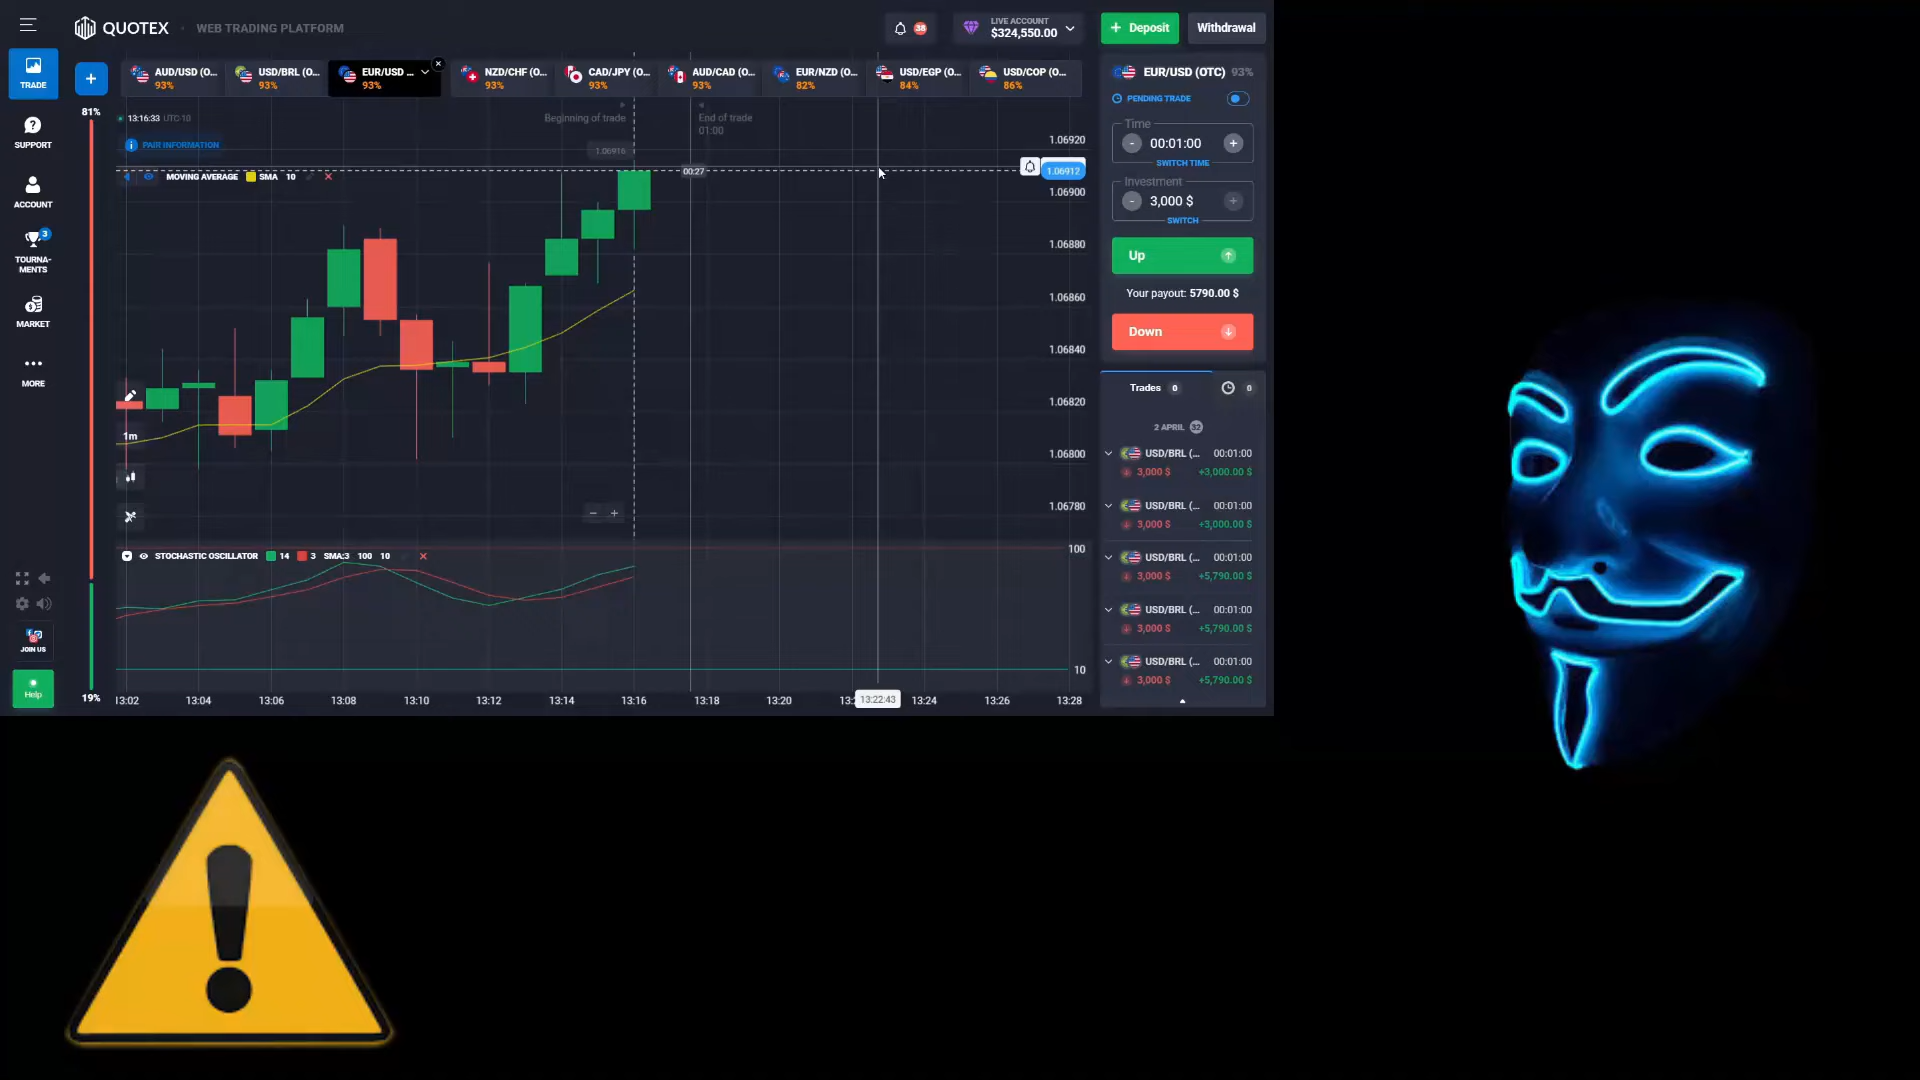 QUOTEX
WEB TRADING PLATFORM
38
LIVE ACCOUNT
$324,550.00
+ Deposit
Withdrawal
TRADE
+
AUD/USD (O...
93%
USD/BRL (O...
93%
EUR/USD ...
93%
NZD/CHF (O...
93%
CAD/JPY (O...
93%
AUD/CAD (O...
93%
EUR/NZD (O...
82%
USD/EGP (O...
84%
USD/COP (O...
86%
EUR/USD (OTC) 93%
PENDING TRADE
Time
- 00:01:00 +
SWITCH TIME
Investment
- 3,000 $ +
SWITCH
Up
Your payout: 5790.00 $
Down
Trades 0
0
2 APRIL 32
USD/BRL (... 00:01:00
3,000 $ +3,000.00 $
USD/BRL (... 00:01:00
3,000 $ +3,000.00 $
USD/BRL (... 00:01:00
3,000 $ +5,790.00 $
USD/BRL (... 00:01:00
3,000 $ +5,790.00 $
USD/BRL (... 00:01:00
3,000 $ +5,790.00 $
SUPPORT
ACCOUNT
3
TOURNA-
MENTS
MARKET
MORE
JOIN US
Help
81%
19%
13:16:33 UTC-10
PAIR INFORMATION
MOVING AVERAGE SMA 10
Beginning of trade
End of trade
01:00
1.06916
00:27
1.06920
1.06912
1.06900
1.06880
1.06860
1.06840
1.06820
1.06800
1.06780
1m
− +
STOCHASTIC OSCILLATOR 14 3 SMA:3 100 10
100
10
13:02 13:04 13:06 13:08 13:10 13:12 13:14 13:16 13:18 13:20 13:22:43 13:24 13:26 13:28